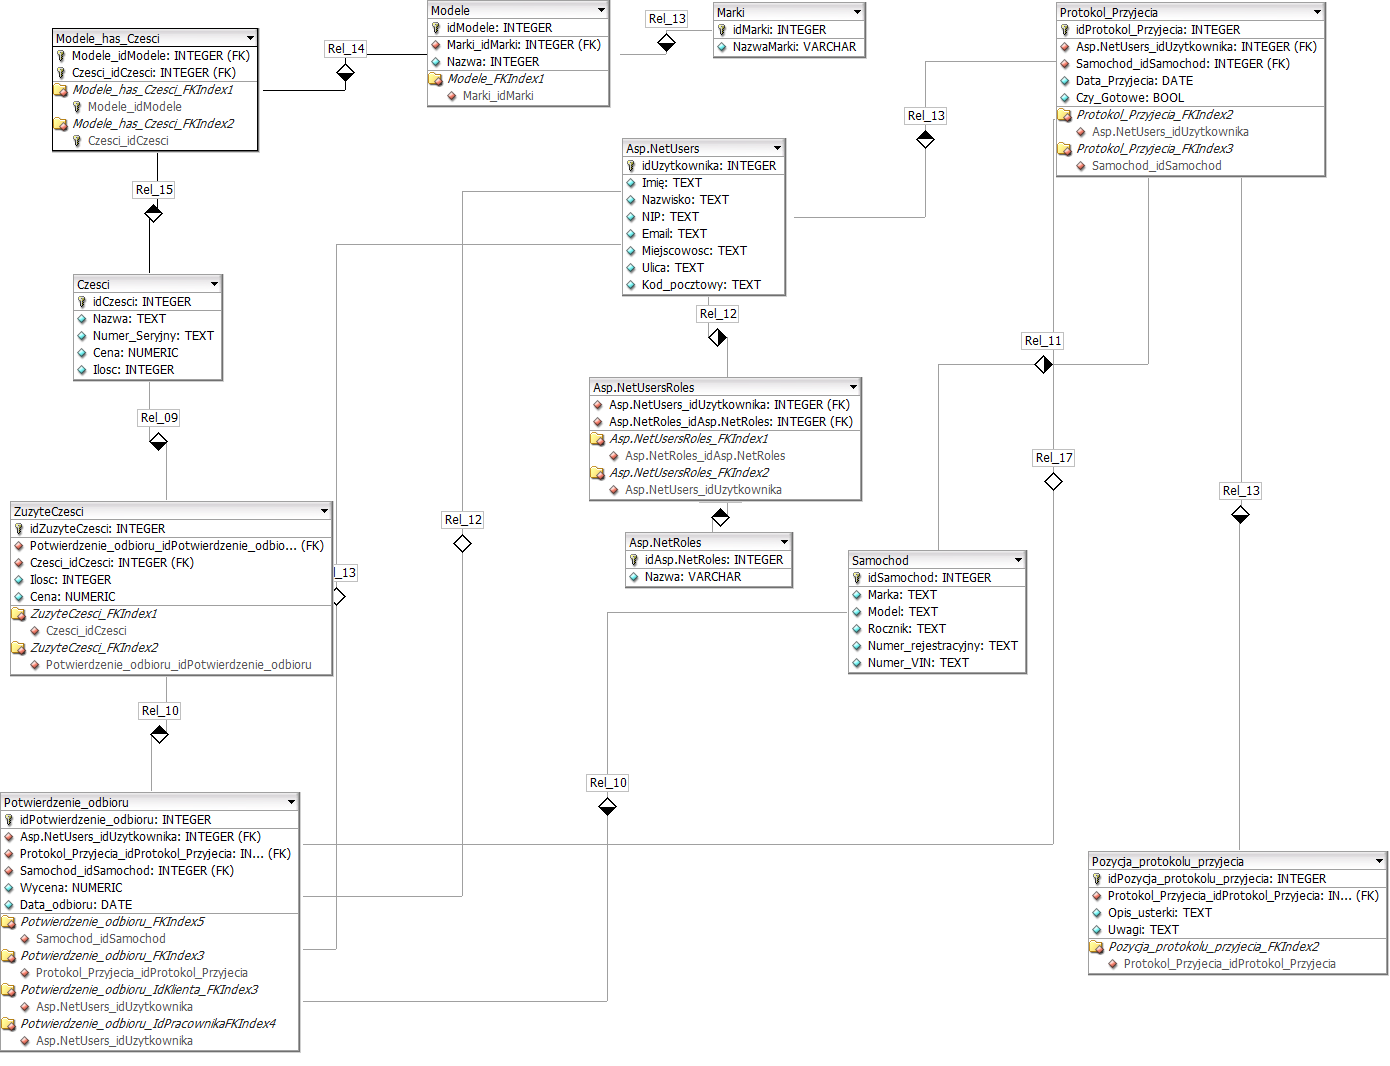 Modele_has_Czesci
Modele_idModele: INTEGER (FK)
Czesci_idCzesci: INTEGER (FK)
Modele_has_Czesci_FKIndex1
Modele_idModele
Modele_has_Czesci_FKIndex2
Czesci_idCzesci
Rel_14
Modele
idModele: INTEGER
Marki_idMarki: INTEGER (FK)
Nazwa: INTEGER
Modele_FKIndex1
Marki_idMarki
Rel_13
Marki
idMarki: INTEGER
NazwaMarki: VARCHAR
Protokol_Przyjecia
idProtokol_Przyjecia: INTEGER
Asp.NetUsers_idUzytkownika: INTEGER (FK)
Samochod_idSamochod: INTEGER (FK)
Data_Przyjecia: DATE
Czy_Gotowe: BOOL
Protokol_Przyjecia_FKIndex2
Asp.NetUsers_idUzytkownika
Protokol_Przyjecia_FKIndex3
Samochod_idSamochod
Rel_13
Rel_15
Asp.NetUsers
idUzytkownika: INTEGER
Imię: TEXT
Nazwisko: TEXT
NIP: TEXT
Email: TEXT
Miejscowosc: TEXT
Ulica: TEXT
Kod_pocztowy: TEXT
Rel_12
Czesci
idCzesci: INTEGER
Nazwa: TEXT
Numer_Seryjny: TEXT
Cena: NUMERIC
Ilosc: INTEGER
Rel_11
Asp.NetUsersRoles
Asp.NetUsers_idUzytkownika: INTEGER (FK)
Asp.NetRoles_idAsp.NetRoles: INTEGER (FK)
Asp.NetUsersRoles_FKIndex1
Asp.NetRoles_idAsp.NetRoles
Asp.NetUsersRoles_FKIndex2
Asp.NetUsers_idUzytkownika
Rel_09
Rel_17
Rel_13
ZuzyteCzesci
idZuzyteCzesci: INTEGER
Potwierdzenie_odbioru_idPotwierdzenie_odbio... (FK)
Czesci_idCzesci: INTEGER (FK)
Ilosc: INTEGER
Cena: NUMERIC
ZuzyteCzesci_FKIndex1
Czesci_idCzesci
ZuzyteCzesci_FKIndex2
Potwierdzenie_odbioru_idPotwierdzenie_odbioru
Rel_12
l_13
Asp.NetRoles
idAsp.NetRoles: INTEGER
Nazwa: VARCHAR
Samochod
idSamochod: INTEGER
Marka: TEXT
Model: TEXT
Rocznik: TEXT
Numer_rejestracyjny: TEXT
Numer_VIN: TEXT
Rel_10
Rel_10
Potwierdzenie_odbioru
idPotwierdzenie_odbioru: INTEGER
Asp.NetUsers_idUzytkownika: INTEGER (FK)
Protokol_Przyjecia_idProtokol_Przyjecia: IN... (FK)
Samochod_idSamochod: INTEGER (FK)
Wycena: NUMERIC
Data_odbioru: DATE
Potwierdzenie_odbioru_FKIndex5
Samochod_idSamochod
Potwierdzenie_odbioru_FKIndex3
Protokol_Przyjecia_idProtokol_Przyjecia
Potwierdzenie_odbioru_IdKlienta_FKIndex3
Asp.NetUsers_idUzytkownika
Potwierdzenie_odbioru_IdPracownikaFKIndex4
Asp.NetUsers_idUzytkownika
Pozycja_protokolu_przyjecia
idPozycja_protokolu_przyjecia: INTEGER
Protokol_Przyjecia_idProtokol_Przyjecia: IN... (FK)
Opis_usterki: TEXT
Uwagi: TEXT
Pozycja_protokolu_przyjecia_FKIndex2
Protokol_Przyjecia_idProtokol_Przyjecia